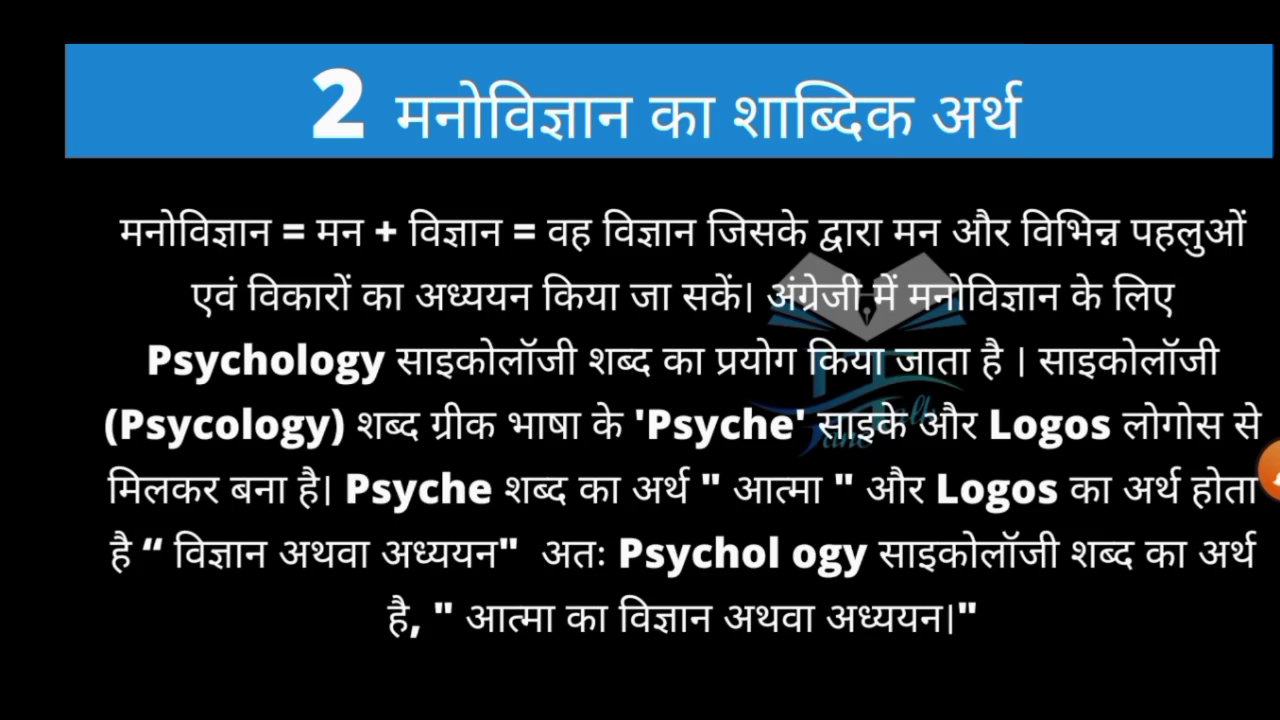 2 मनोविज्ञान का शाब्दिक अर्थ
मनोविज्ञान = मन + विज्ञान = वह विज्ञान जिसके द्वारा मन और विभिन्न पहलुओं
एवं विकारों का अध्ययन किया जा सकें। अंग्रेजी में मनोविज्ञान के लिए
Psychology साइकोलॉजी शब्द का प्रयोग किया जाता है । साइकोलॉजी
(Psycology) शब्द ग्रीक भाषा के 'Psyche' साइके और Logos लोगोस से
मिलकर बना है। Psyche शब्द का अर्थ " आत्मा " और Logos का अर्थ होता
है “ विज्ञान अथवा अध्ययन" अतः Psychol ogy साइकोलॉजी शब्द का अर्थ
है, " आत्मा का विज्ञान अथवा अध्ययन।"